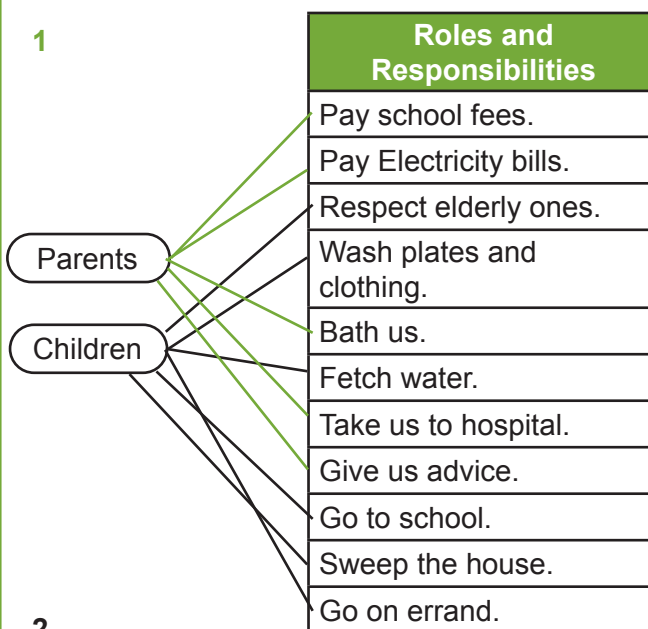 1
Roles and
Responsibilities
Pay school fees.
Pay Electricity bills.
Respect elderly ones.
Wash plates and
clothing.
Parents
Bath us.
Children
Fetch water.
Take us to hospital.
Give us advice.
Go to school.
Sweep the house.
Go on errand.
2